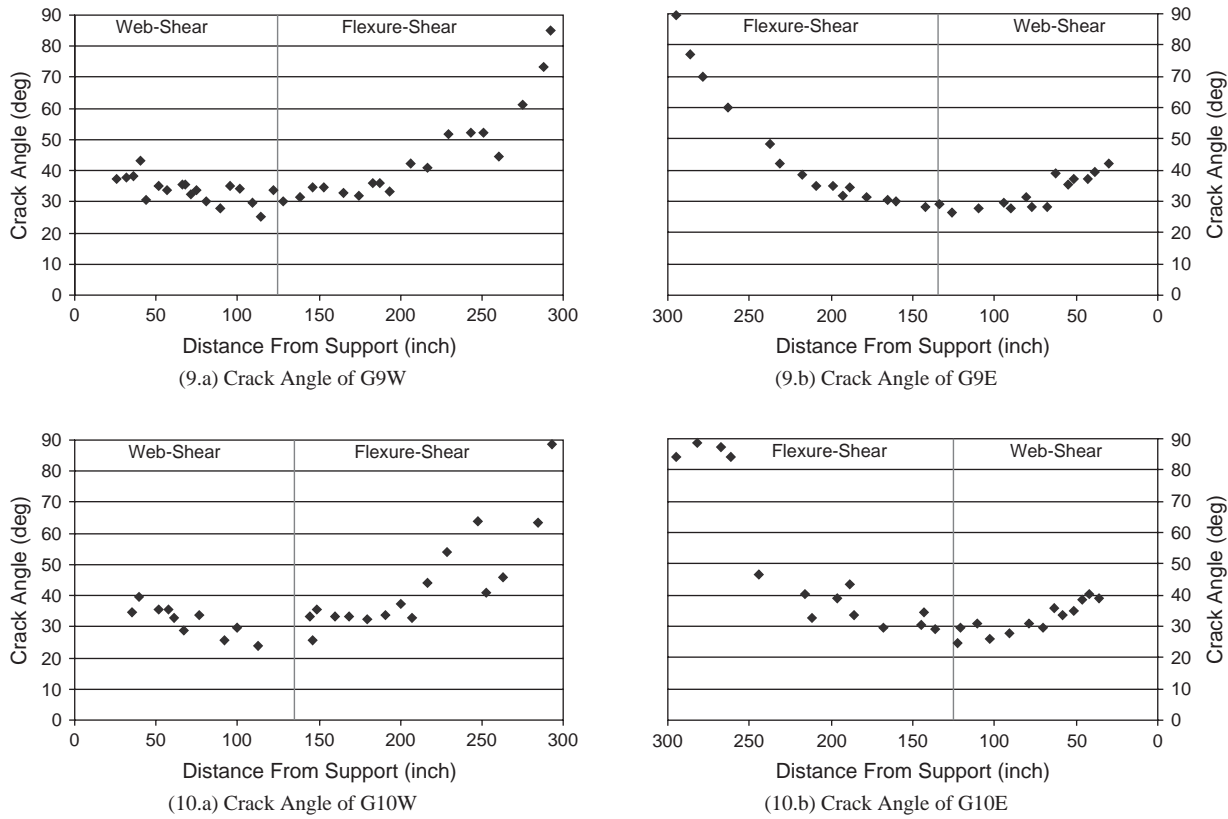 90
80
70
60
50
40
30
20
10
0
Crack Angle (deg)
Web-Shear
Flexure-Shear
0 50 100 150 200 250 300
Distance From Support (inch)
(9.a) Crack Angle of G9W
Flexure-Shear
Web-Shear
90
80
70
60
50
40
30
20
10
0
Crack Angle (deg)
300 250 200 150 100 50 0
Distance From Support (inch)
(9.b) Crack Angle of G9E
90
80
70
60
50
40
30
20
10
0
Crack Angle (deg)
Web-Shear
Flexure-Shear
0 50 100 150 200 250 300
Distance From Support (inch)
(10.a) Crack Angle of G10W
Flexure-Shear
Web-Shear
90
80
70
60
50
40
30
20
10
0
Crack Angle (deg)
300 250 200 150 100 50 0
Distance From Support (inch)
(10.b) Crack Angle of G10E